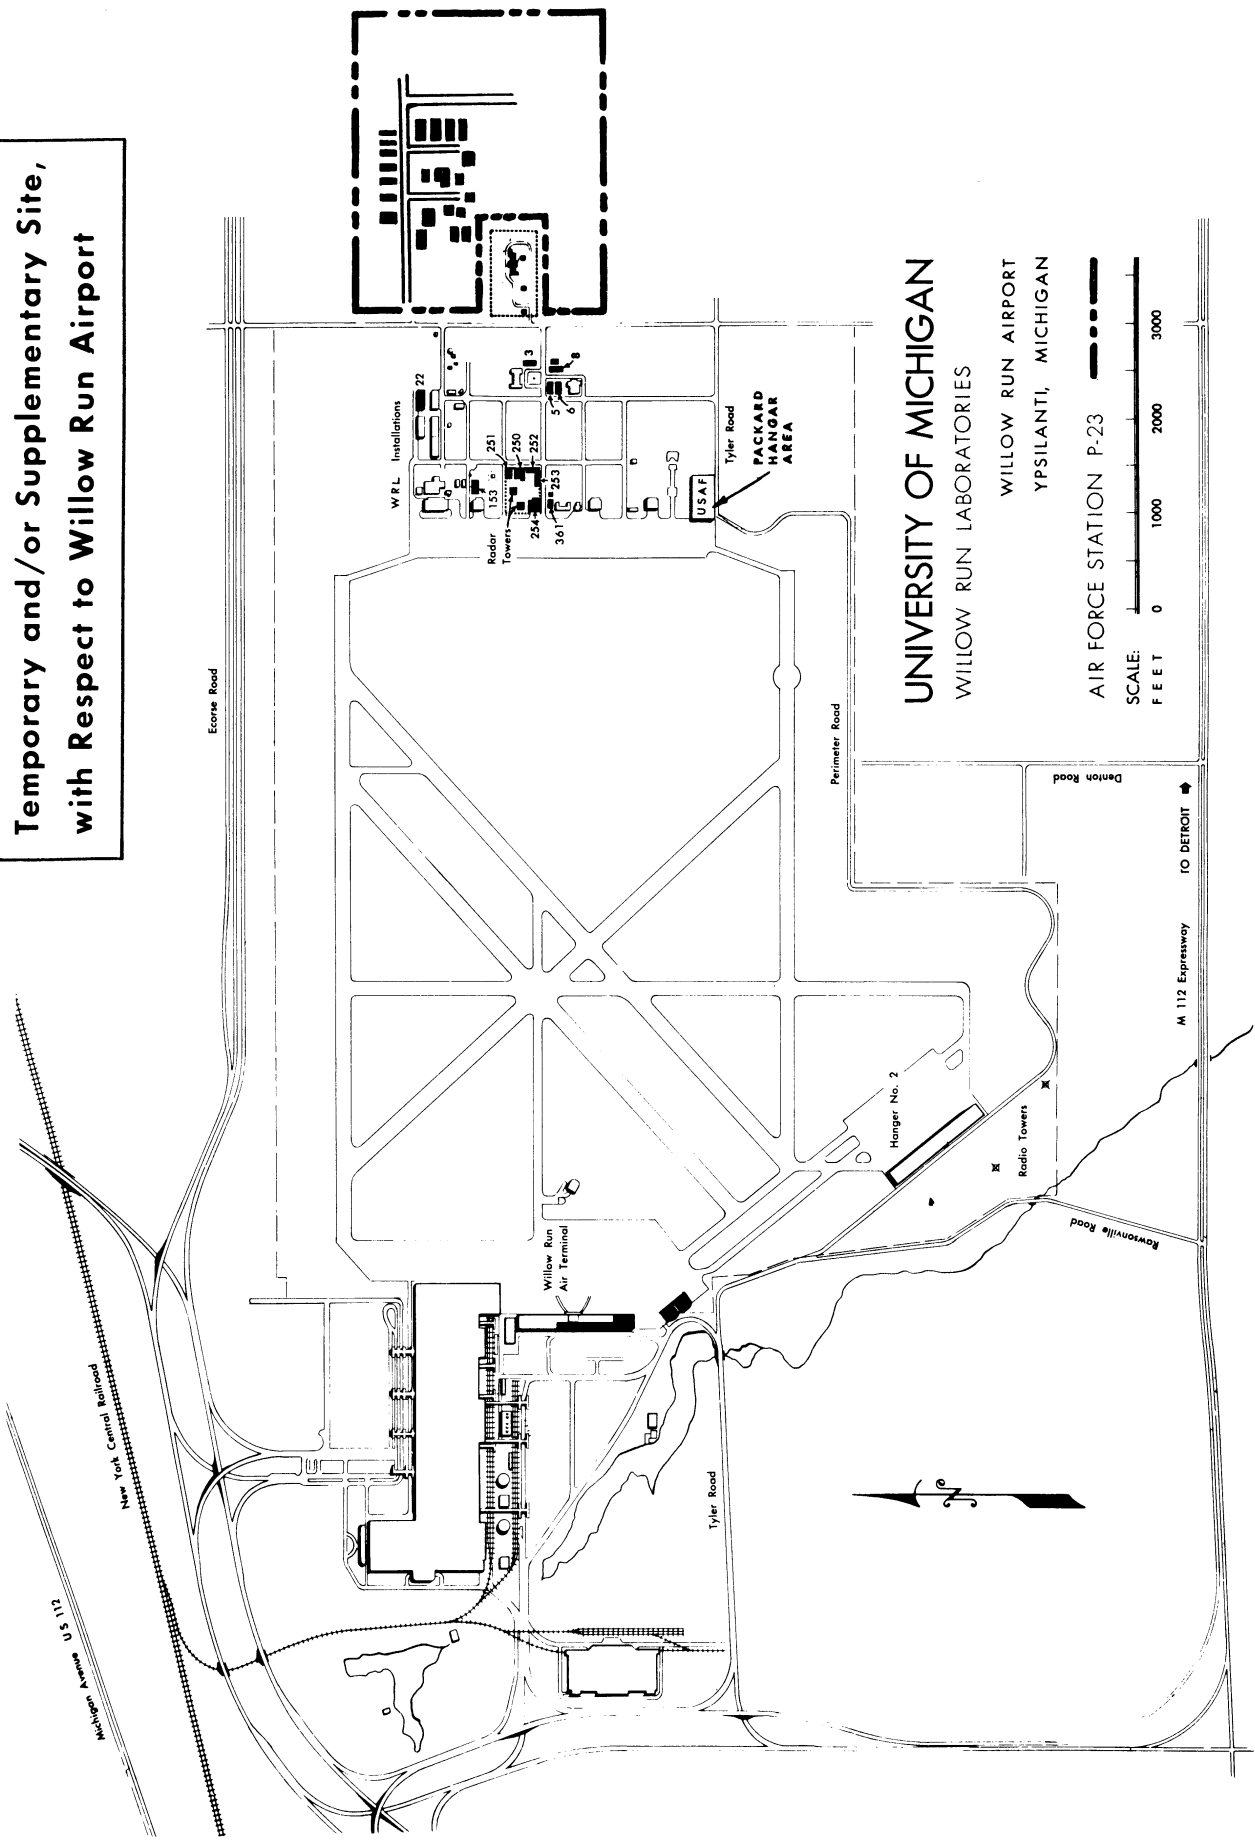 Temporary and/or Supplementary Site,
with Respect to Willow Run Airport
Michigan Avenue US 112
New York Central Railroad
Ecorse Road
W.R.L. Installations
22
153
251
250
252
253
254
361
3
5
6
8
Radar
Towers
USAF
Tyler Road
PACKARD
HANGAR
AREA
Willow Run
Air Terminal
Tyler Road
Perimeter Road
Hanger No. 2
Radio Towers
Rawsonville Road
Denton Road
M 112 Expressway
TO DETROIT
N
UNIVERSITY OF MICHIGAN
WILLOW RUN LABORATORIES
WILLOW RUN AIRPORT
YPSILANTI, MICHIGAN
AIR FORCE STATION P-23
SCALE:
FEET
0 1000 2000 3000